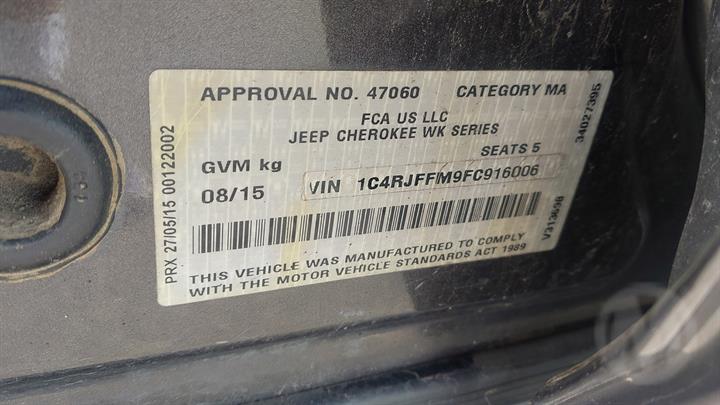 APPROVAL NO. 47060 CATEGORY MA
FCA US LLC
JEEP CHEROKEE WK SERIES
GVM kg SEATS 5
08/15 VIN 1C4RJFFM9FC916006
THIS VEHICLE WAS MANUFACTURED TO COMPLY
WITH THE MOTOR VEHICLE STANDARDS ACT 1989
PRX 27/05/15 00122002
34027395
V313698